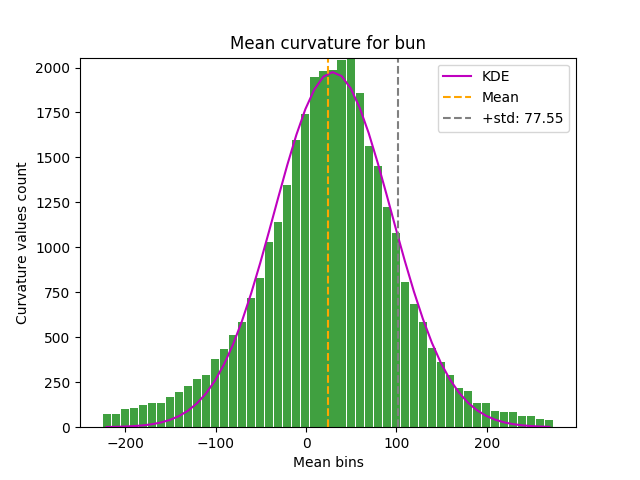 Mean curvature for bun
KDE
Mean
+std: 77.55
Curvature values count
2000
1750
1500
1250
1000
750
500
250
0
−200
−100
0
100
200
Mean bins